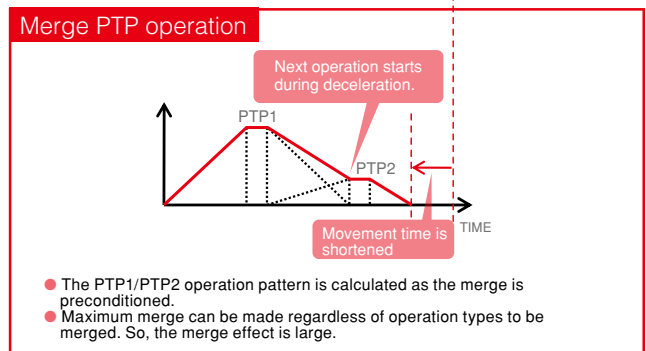 Merge PTP operation
Next operation starts
during deceleration.
PTP1
PTP2
TIME
Movement time is
shortened
● The PTP1/PTP2 operation pattern is calculated as the merge is
preconditioned.
● Maximum merge can be made regardless of operation types to be
merged. So, the merge effect is large.